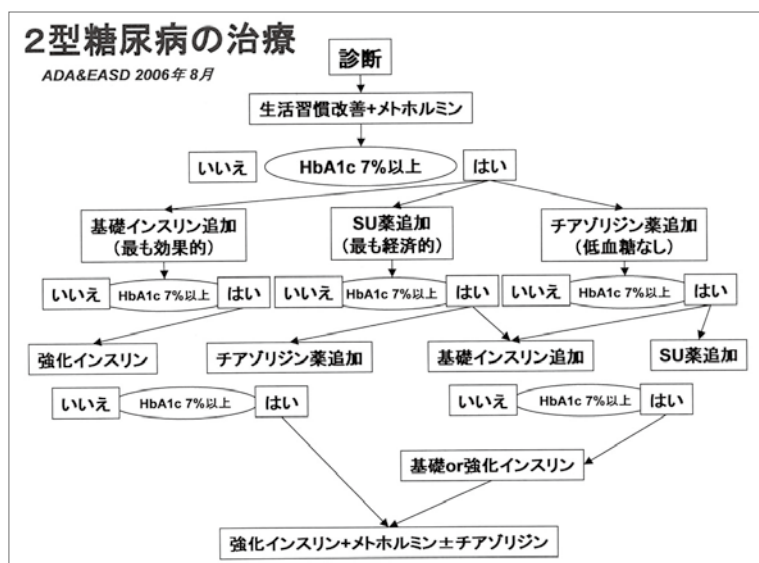 ２型糖尿病の治療
ADA&EASD 2006年 8月
診断
生活習慣改善+メトホルミン
いいえ
HbA1c 7%以上
はい
基礎インスリン追加
(最も効果的)
SU薬追加
(最も経済的)
チアゾリジン薬追加
(低血糖なし)
いいえ
HbA1c 7%以上
はい
いいえ
HbA1c 7%以上
はい
いいえ
HbA1c 7%以上
はい
強化インスリン
チアゾリジン薬追加
基礎インスリン追加
SU薬追加
いいえ
HbA1c 7%以上
はい
いいえ
HbA1c 7%以上
はい
基礎or強化インスリン
強化インスリン+メトホルミン±チアゾリジン